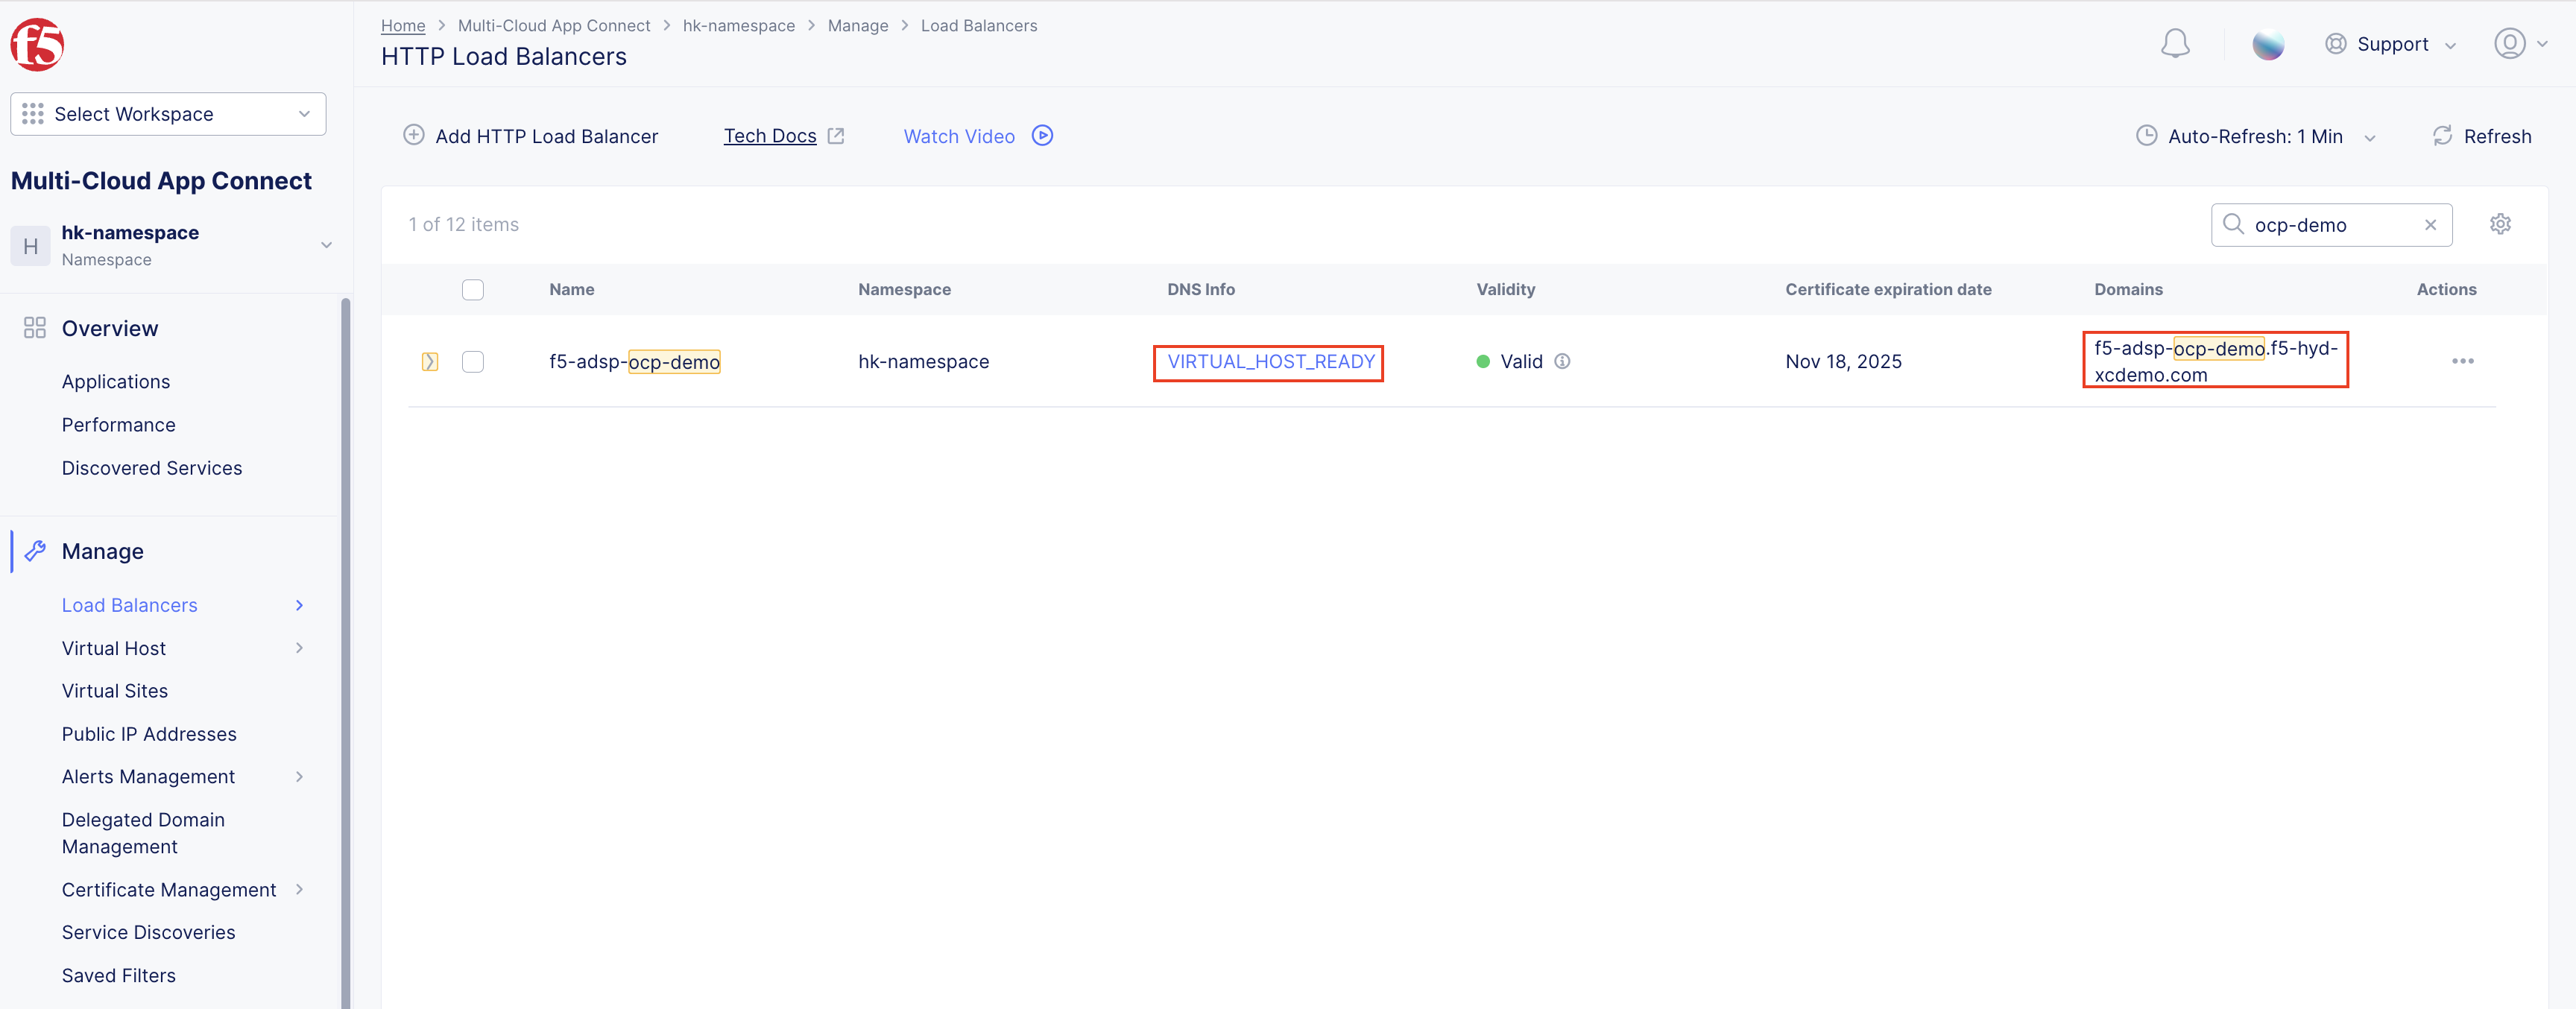 f5
Select Workspace
Multi-Cloud App Connect
H
hk-namespace
Namespace
Overview
Applications
Performance
Discovered Services
Manage
Load Balancers
Virtual Host
Virtual Sites
Public IP Addresses
Alerts Management
Delegated Domain
Management
Certificate Management
Service Discoveries
Saved Filters
Home > Multi-Cloud App Connect > hk-namespace > Manage > Load Balancers
HTTP Load Balancers
Support
Add HTTP Load Balancer Tech Docs Watch Video Auto-Refresh: 1 Min Refresh
1 of 12 items ocp-demo
Name Namespace DNS Info Validity Certificate expiration date Domains Actions
f5-adsp-ocp-demo hk-namespace VIRTUAL_HOST_READY Valid Nov 18, 2025 f5-adsp-ocp-demo.f5-hyd-
xcdemo.com